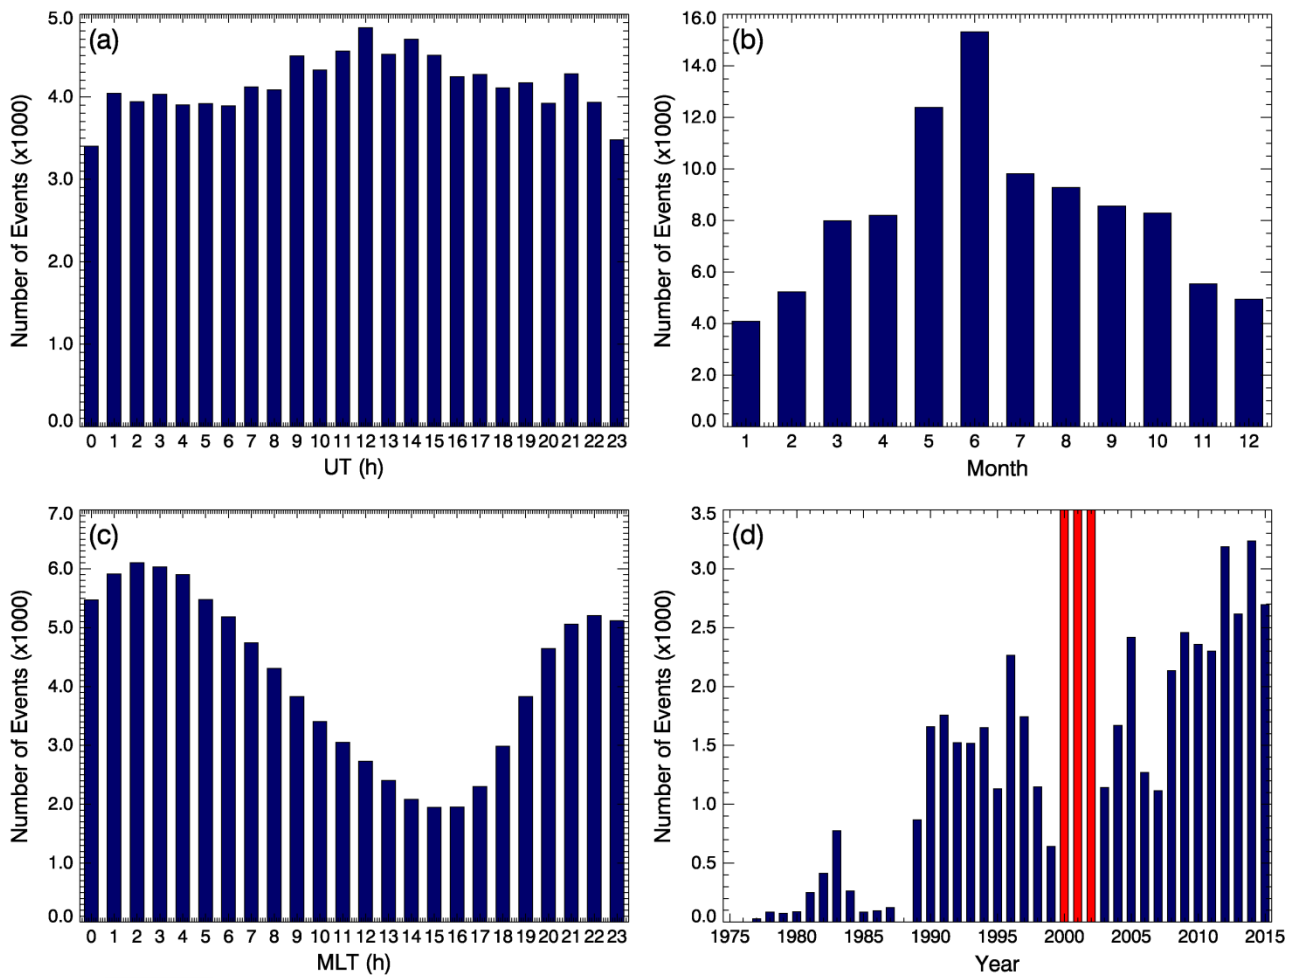 (a)
5.0
4.0
3.0
2.0
1.0
0.0
Number of Events (x1000)
0 1 2 3 4 5 6 7 8 9 10 11 12 13 14 15 16 17 18 19 20 21 22 23
UT (h)
(b)
16.0
14.0
12.0
10.0
8.0
6.0
4.0
2.0
0.0
Number of Events (x1000)
1 2 3 4 5 6 7 8 9 10 11 12
Month
(c)
7.0
6.0
5.0
4.0
3.0
2.0
1.0
0.0
Number of Events (x1000)
0 1 2 3 4 5 6 7 8 9 10 11 12 13 14 15 16 17 18 19 20 21 22 23
MLT (h)
(d)
3.5
3.0
2.5
2.0
1.5
1.0
0.5
0.0
Number of Events (x1000)
1975 1980 1985 1990 1995 2000 2005 2010 2015
Year